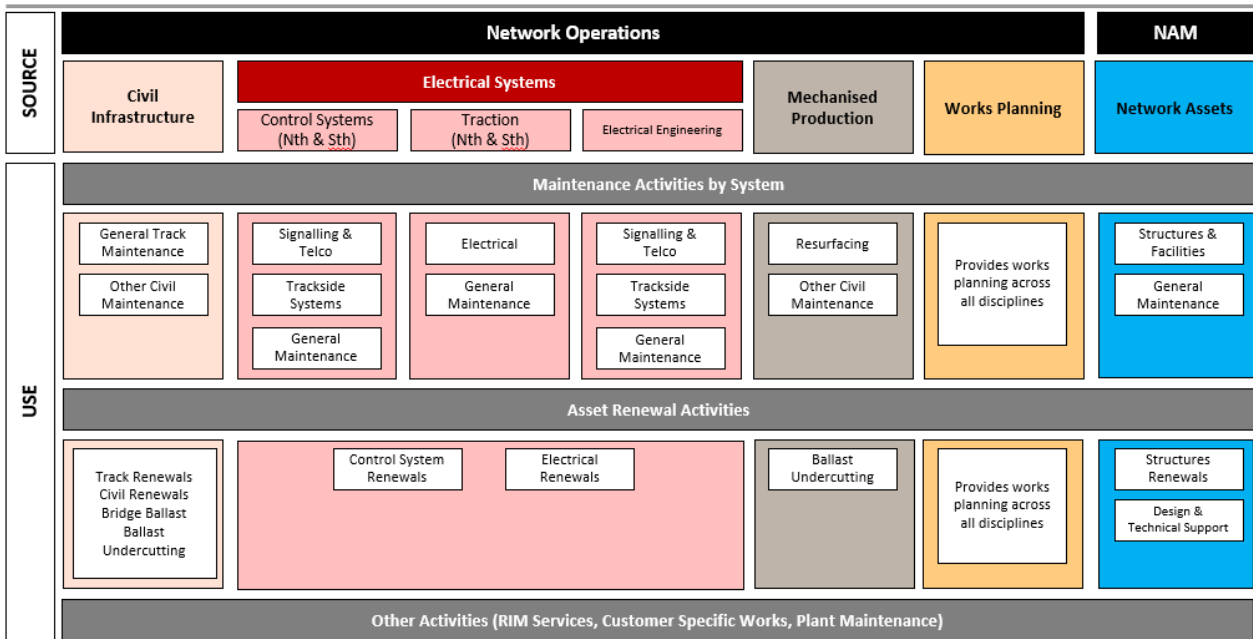 SOURCE
Network Operations
NAM
Civil
Infrastructure
Electrical Systems
Control Systems
(Nth & Sth)
Traction
(Nth & Sth)
Electrical Engineering
Mechanised
Production
Works Planning
Network Assets
USE
Maintenance Activities by System
General Track
Maintenance
Other Civil
Maintenance
Signalling &
Telco
Trackside
Systems
General
Maintenance
Electrical
General
Maintenance
Signalling &
Telco
Trackside
Systems
General
Maintenance
Resurfacing
Other Civil
Maintenance
Provides works
planning across
all disciplines
Structures &
Facilities
General
Maintenance
Asset Renewal Activities
Track Renewals
Civil Renewals
Bridge Ballast
Ballast
Undercutting
Control System
Renewals
Electrical
Renewals
Ballast
Undercutting
Provides works
planning across
all disciplines
Structures
Renewals
Design &
Technical Support
Other Activities (RIM Services, Customer Specific Works, Plant Maintenance)